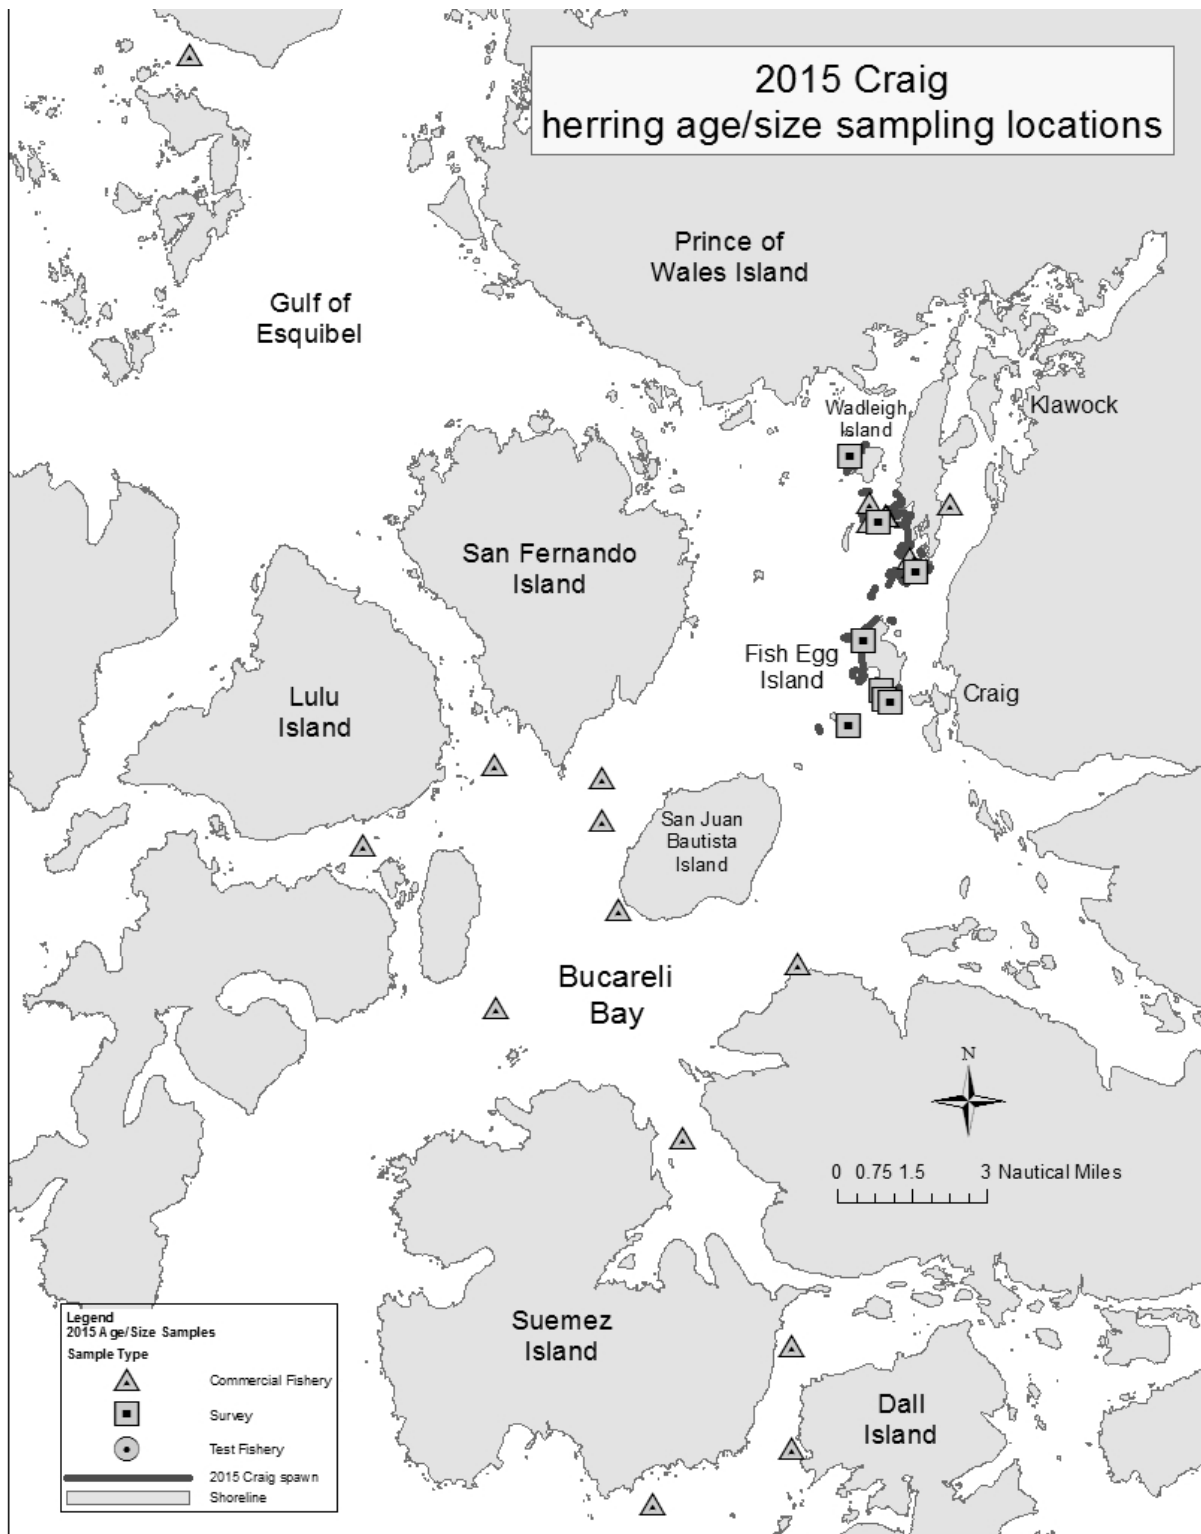 2015 Craig
herring age/size sampling locations
Prince of
Wales Island
Gulf of
Esquibel
Klawock
Wadleigh
Island
San Fernando
Island
Fish Egg
Island
Craig
Lulu
Island
San Juan
Bautista
Island
Bucareli
Bay
N
0 0.75 1.5 3 Nautical Miles
Suemez
Island
Dall
Island
Legend
2015 Age/Size Samples
Sample Type
Commercial Fishery
Survey
Test Fishery
2015 Craig spawn
Shoreline